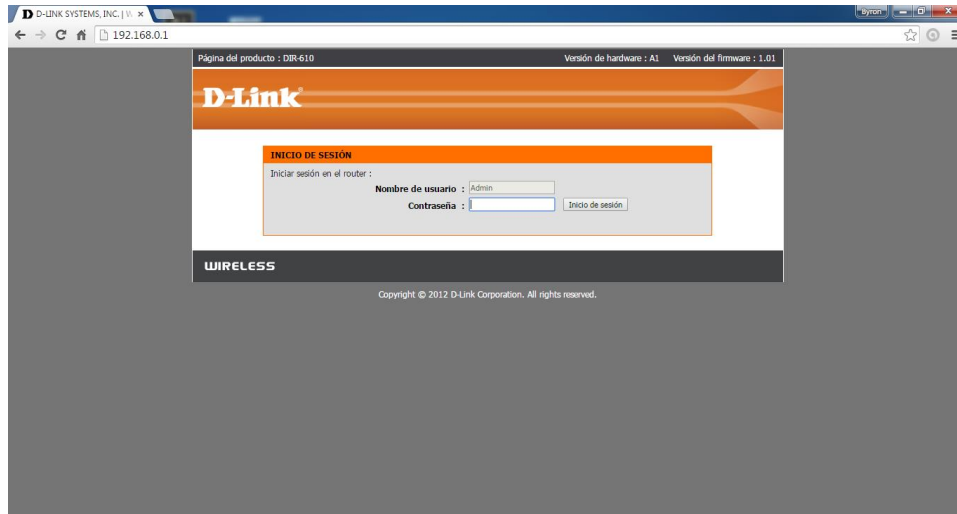 D-LINK SYSTEMS, INC. | W
Byron
192.168.0.1
Página del producto : DIR-610
Versión de hardware : A1 Versión del firmware : 1.01
D-Link
INICIO DE SESIÓN
Iniciar sesión en el router :
Nombre de usuario : Admin
Contraseña :
Inicio de sesión
WIRELESS
Copyright © 2012 D-Link Corporation. All rights reserved.